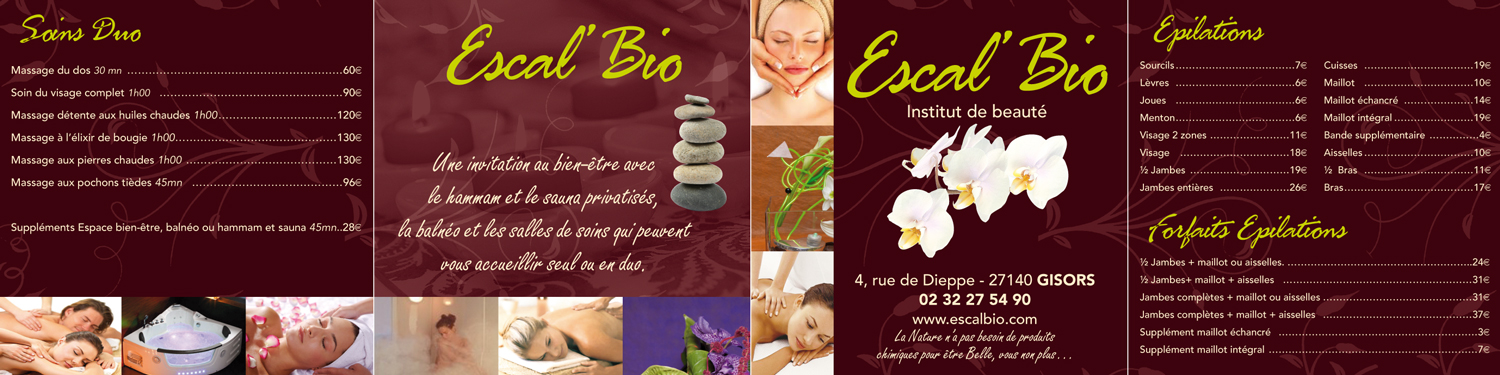 Soins Duo
Massage du dos 30 mn ........................................................60€
Soin du visage complet 1h00 ................................................90€
Massage détente aux huiles chaudes 1h00..............................120€
Massage à l'élixir de bougie 1h00..........................................130€
Massage aux pierres chaudes 1h00 .......................................130€
Massage aux pochons tièdes 45mn .......................................96€
Suppléments Espace bien-être, balnéo ou hammam et sauna 45mn..28€
Escal'Bio
Une invitation au bien-être avec
le hammam et le sauna privatisés,
la balnéo et les salles de soins qui peuvent
vous accueillir seul ou en duo.
Escal'Bio
Institut de beauté
4, rue de Dieppe - 27140 GISORS
02 32 27 54 90
www.escalbio.com
La Nature n'a pas besoin de produits
chimiques pour être Belle, vous non plus...
Epilations
Sourcils....................................7€
Lèvres ....................................6€
Joues ....................................6€
Menton....................................6€
Visage 2 zones .........................11€
Visage ....................................18€
½ Jambes ................................19€
Jambes entières .......................26€
Cuisses ....................................19€
Maillot ....................................10€
Maillot échancré .......................14€
Maillot intégral .........................19€
Bande supplémentaire ...............4€
Aisselles...................................10€
½ Bras ....................................11€
Bras.........................................17€
Forfaits Epilations
½ Jambes + maillot ou aisselles. ..........................................24€
½ Jambes+ maillot + aisselles .............................................31€
Jambes complètes + maillot ou aisselles ................................31€
Jambes complètes + maillot + aisselles .................................37€
Supplément maillot échancré ...............................................3€
Supplément maillot intégral ..................................................7€